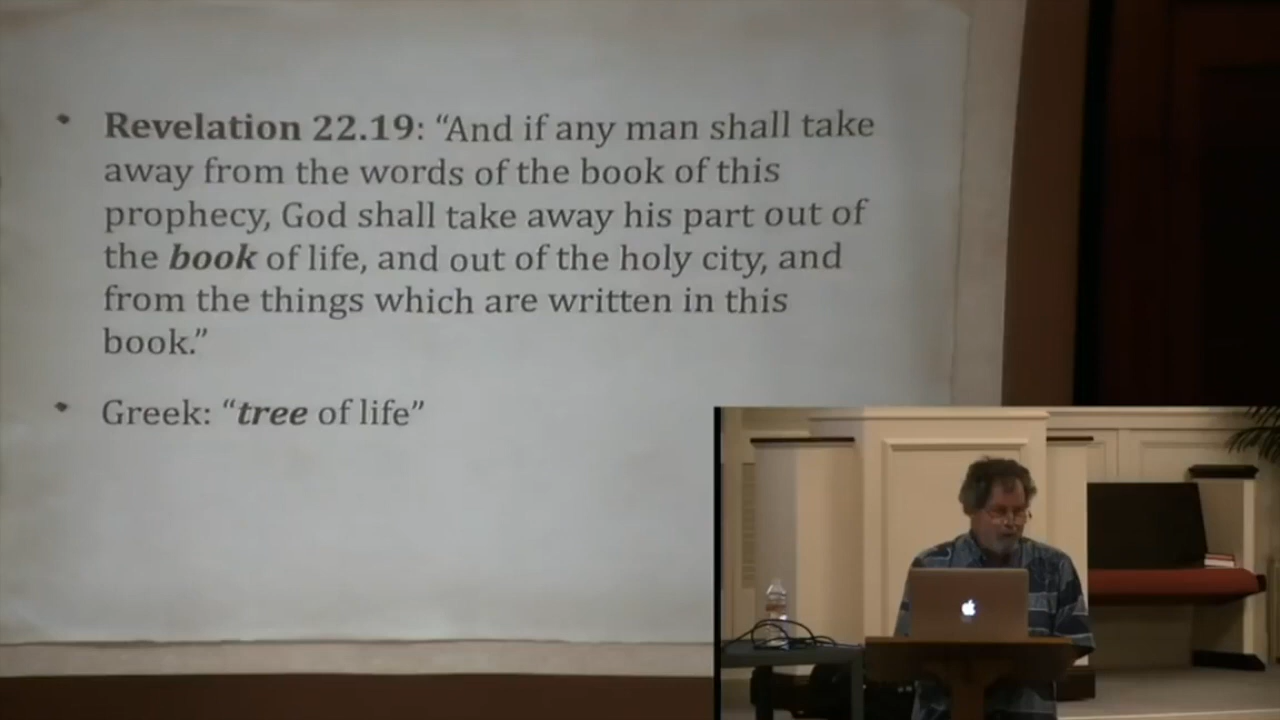 • Revelation 22.19: “And if any man shall take
away from the words of the book of this
prophecy, God shall take away his part out of
the book of life, and out of the holy city, and
from the things which are written in this
book.”
• Greek: “tree of life”